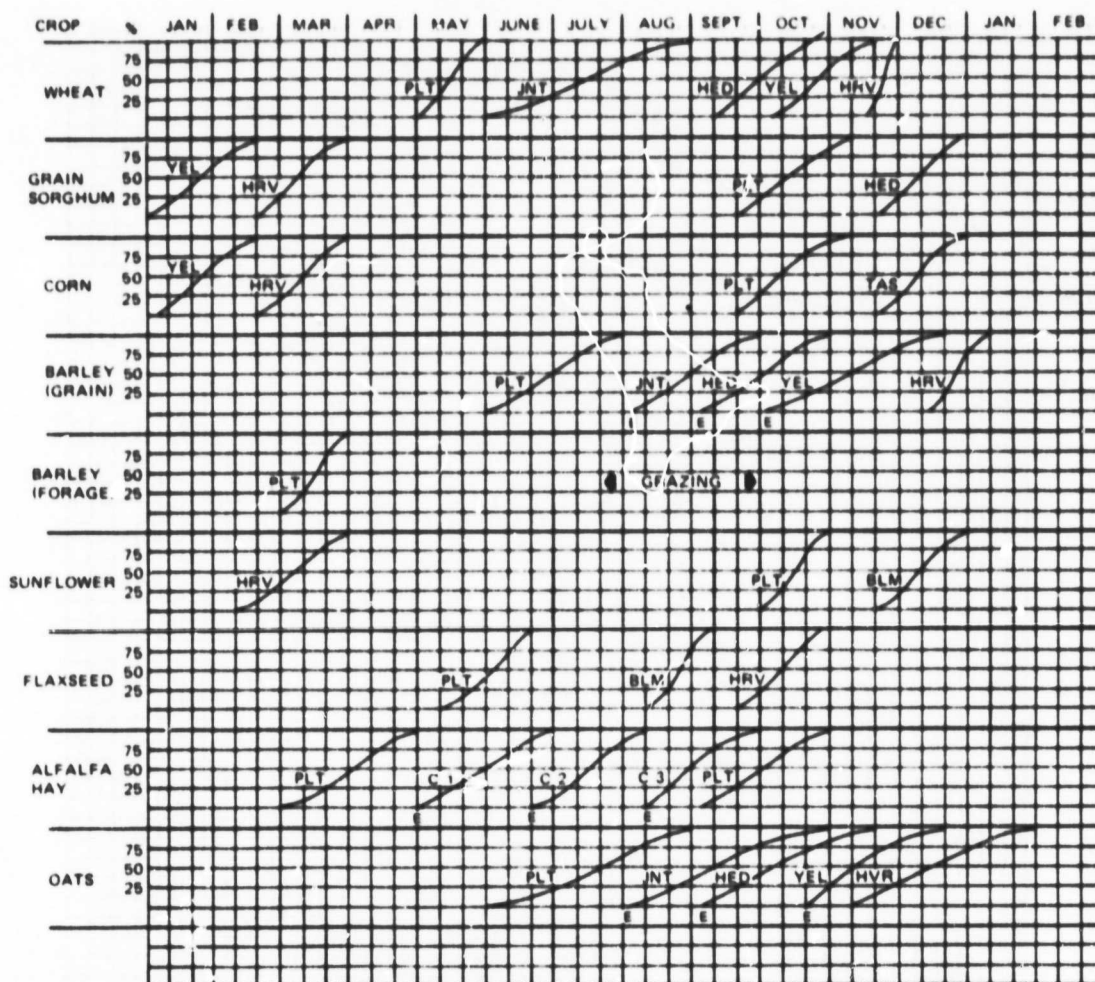 CROP % JAN FEB MAR APR MAY JUNE JULY AUG SEPT OCT NOV DEC JAN FEB
75
50
WHEAT PLT JNT HED YEL HRV
25
75
YEL
50
GRAIN HRV PLT HED
SORGHUM 25
75
YEL
50
CORN HRV PLT TAS
25
75
BARLEY 50
(GRAIN) PLT JNT HED YEL HRV
25
E E E
75
BARLEY 50
PLT GRAZING
(FORAGE 25
75
50
SUNFLOWER HRV PLT BLM
25
75
50
FLAXSEED PLT BLM HRV
25
75
ALFALFA 50
PLT C 1 C 2 C 3 PLT
HAY 25
E E E
75
50
OATS PLT JNT HED YEL HVR
25
E E